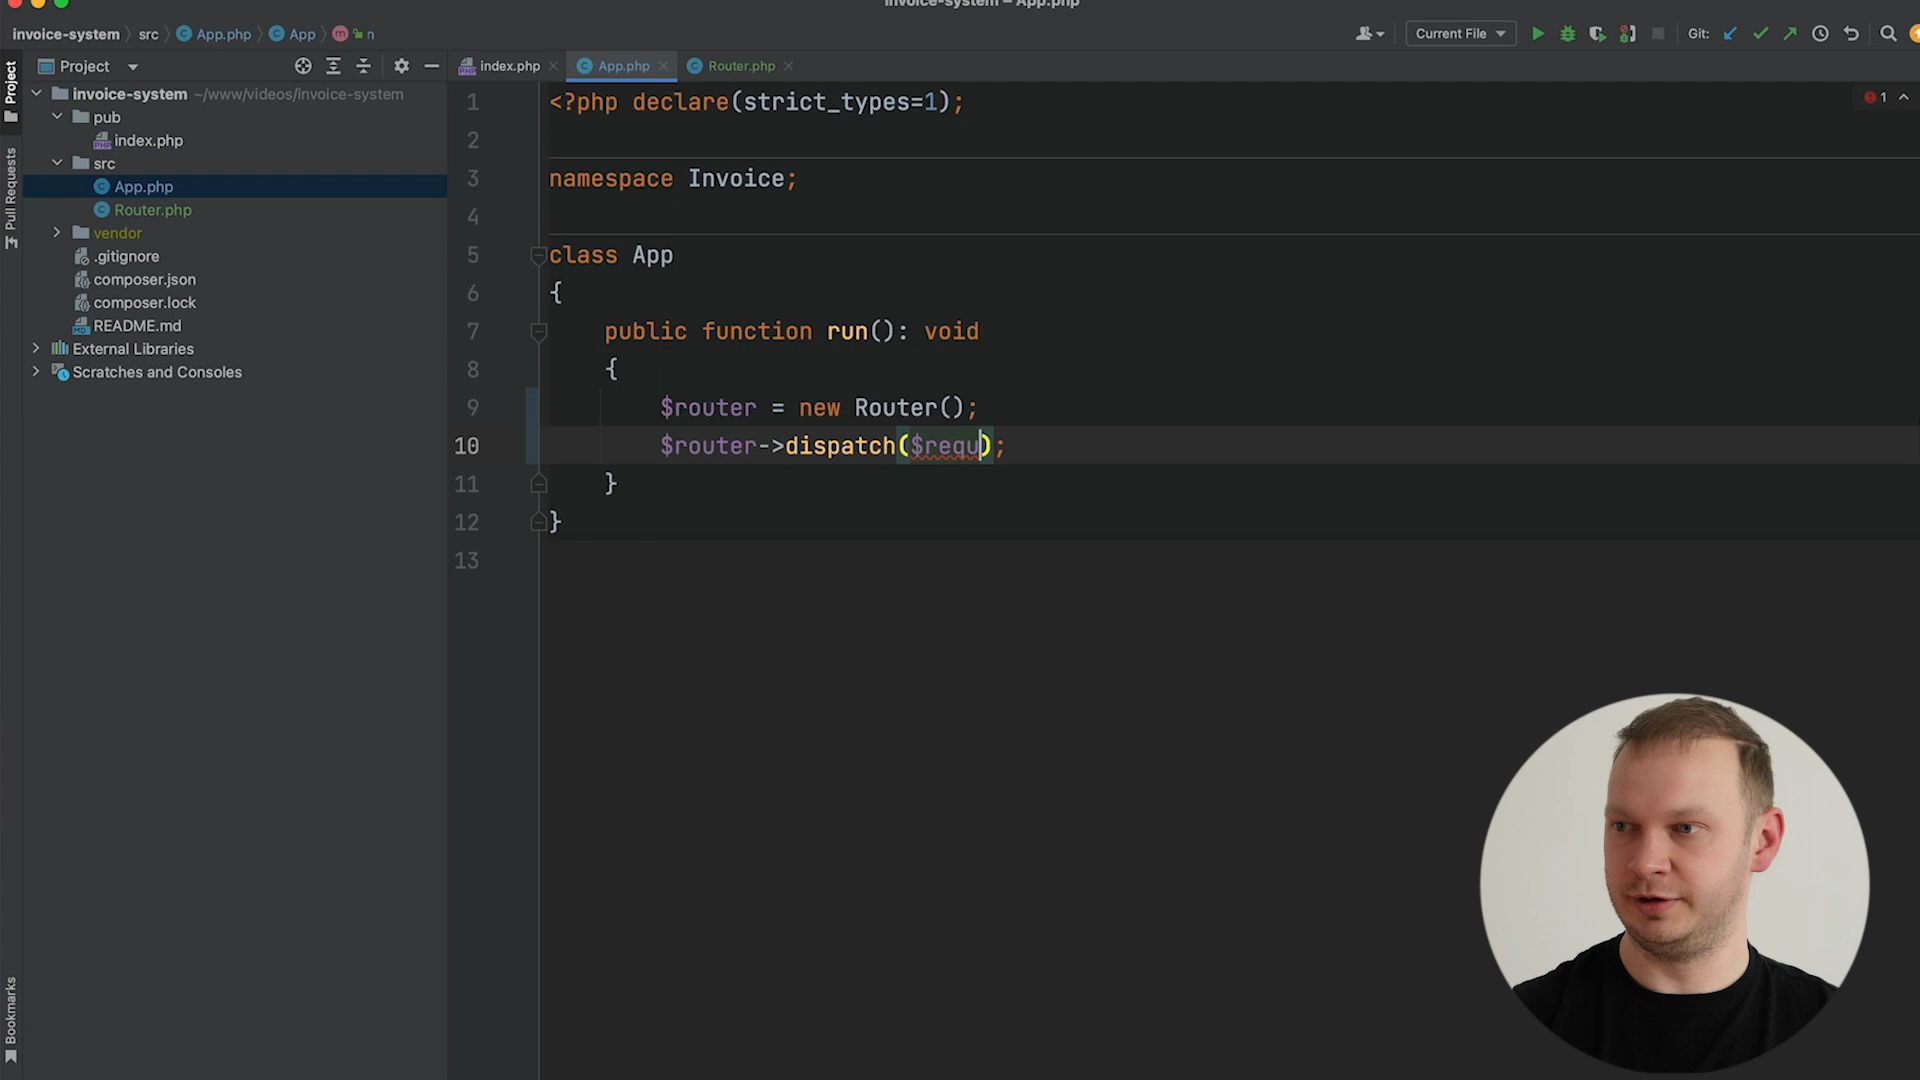 invoice-system – App.php
invoice-system src App.php App n
Current File
Git:
Project
index.php
App.php
Router.php
invoice-system ~/www/videos/invoice-system
pub
index.php
src
App.php
Router.php
vendor
.gitignore
composer.json
composer.lock
README.md
External Libraries
Scratches and Consoles
Project
Pull Requests
Bookmarks
1 <?php declare(strict_types=1);
2
3 namespace Invoice;
4
5 class App
6 {
7 public function run(): void
8 {
9 $router = new Router();
10 $router->dispatch($requ);
11 }
12 }
13
1